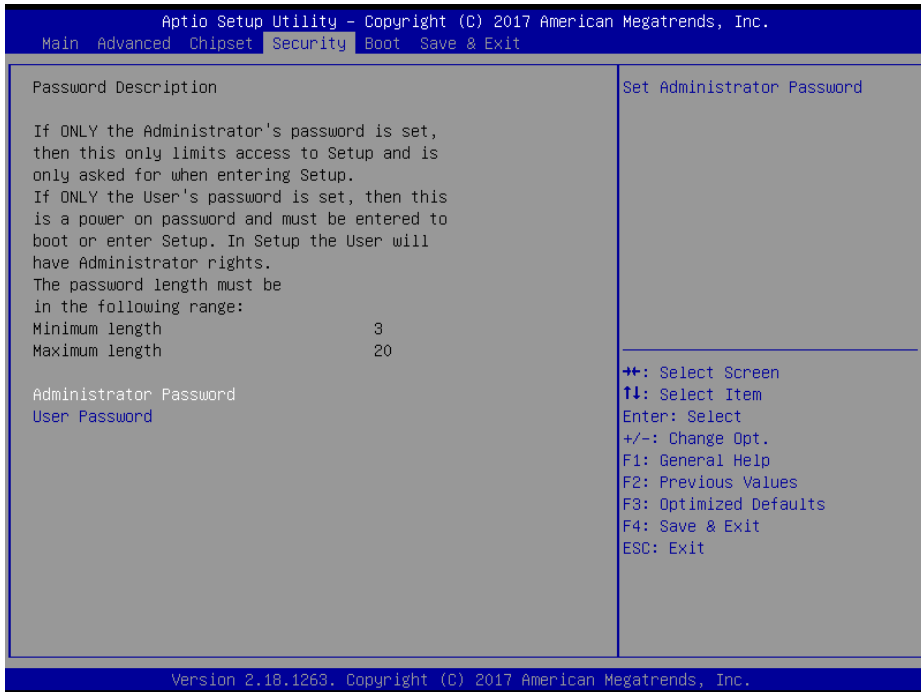 Aptio Setup Utility – Copyright (C) 2017 American Megatrends, Inc.
Main Advanced Chipset Security Boot Save & Exit
Password Description
If ONLY the Administrator's password is set,
then this only limits access to Setup and is
only asked for when entering Setup.
If ONLY the User's password is set, then this
is a power on password and must be entered to
boot or enter Setup. In Setup the User will
have Administrator rights.
The password length must be
in the following range:
Minimum length 3
Maximum length 20
Administrator Password
User Password
Set Administrator Password
→←: Select Screen
↑↓: Select Item
Enter: Select
+/-: Change Opt.
F1: General Help
F2: Previous Values
F3: Optimized Defaults
F4: Save & Exit
ESC: Exit
Version 2.18.1263. Copyright (C) 2017 American Megatrends, Inc.